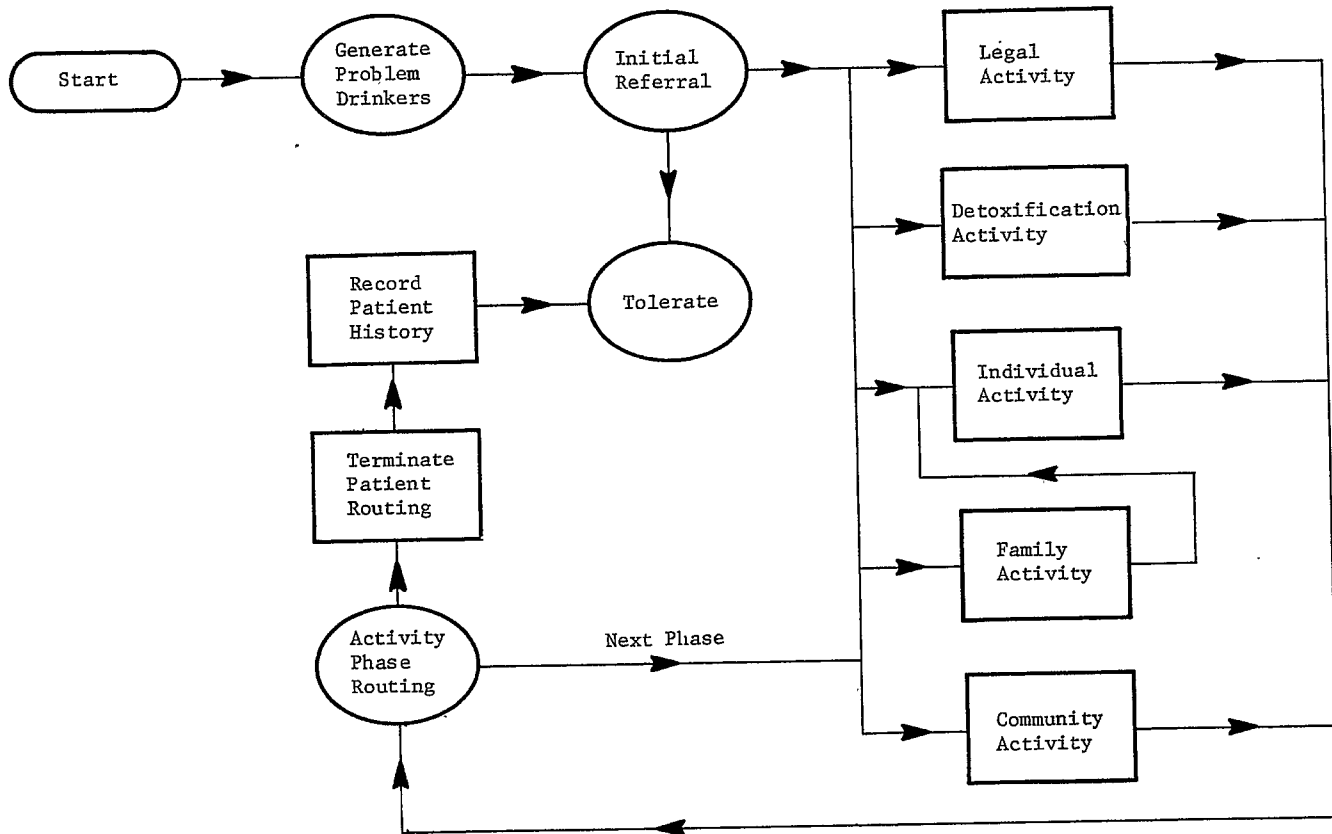 Start
Generate
Problem
Drinkers
Initial
Referral
Legal
Activity
Detoxification
Activity
Record
Patient
History
Tolerate
Individual
Activity
Terminate
Patient
Routing
Family
Activity
Activity
Phase
Routing
Next Phase
Community
Activity